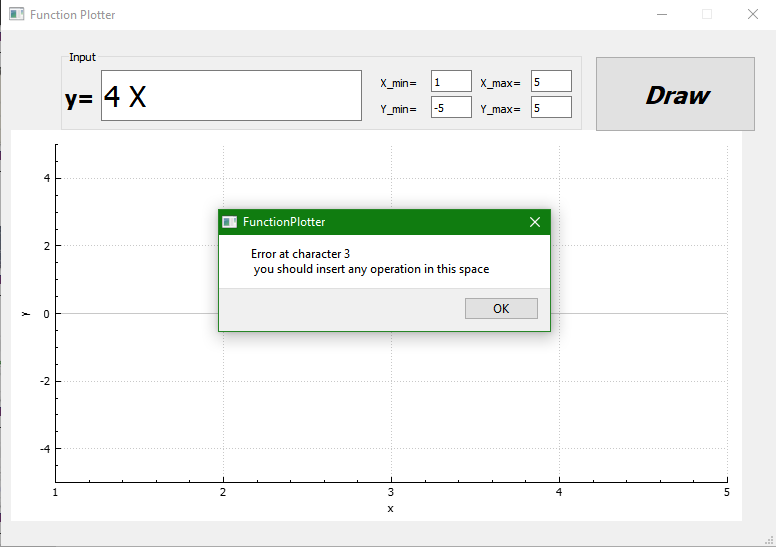 Function Plotter
Input
y= 4 X
X_min= 1 X_max= 5
Y_min= -5 Y_max= 5
Draw
FunctionPlotter
Error at character 3
you should insert any operation in this space
OK
y
4
2
0
-2
-4
1 2 3 4 5
x